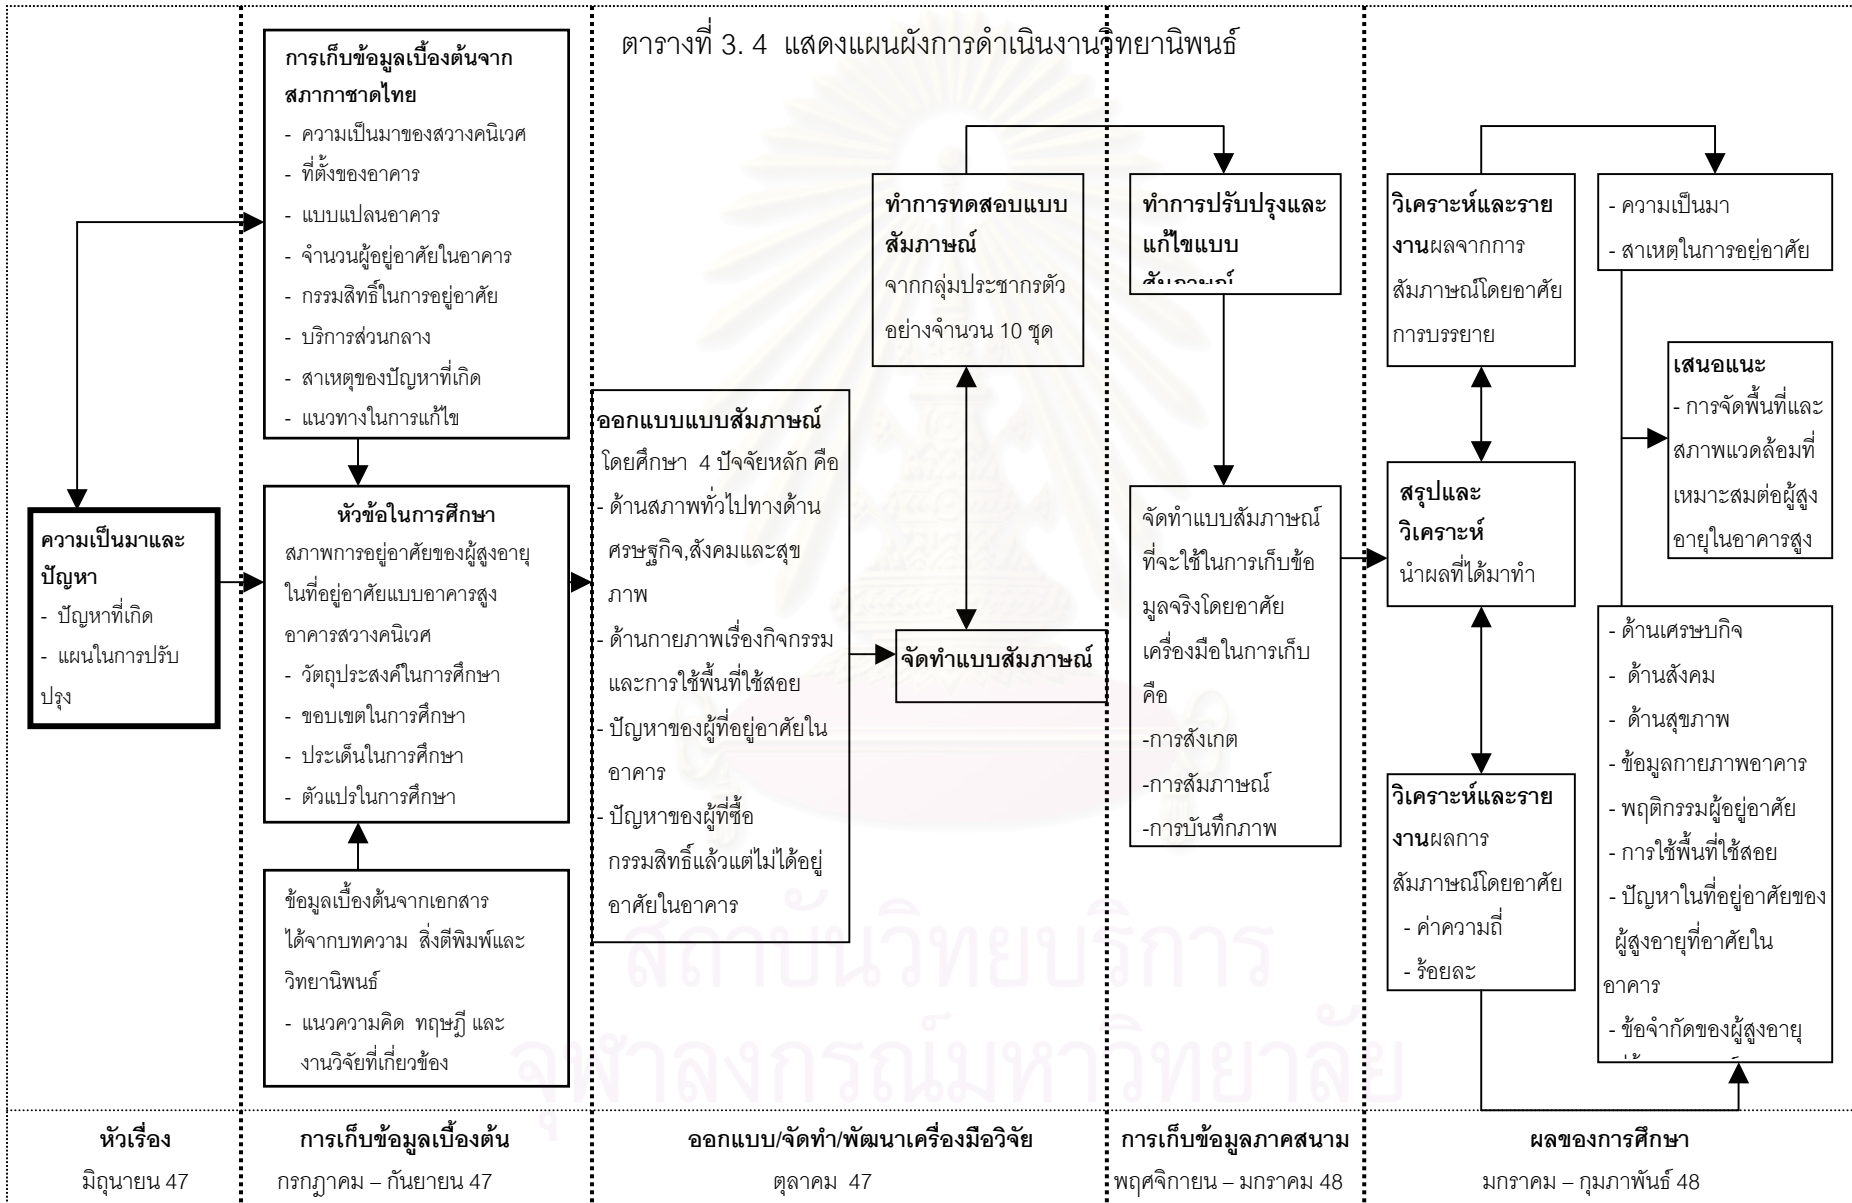 ตารางที่ 3. 4 แสดงแผนผังการดำเนินงานวิทยานิพนธ์
ความเป็นมาและ
ปัญหา
- ปัญหาที่เกิด
- แผนในการปรับ
ปรุง
การเก็บข้อมูลเบื้องต้นจาก
สภากาชาดไทย
- ความเป็นมาของสวางคนิเวศ
- ที่ตั้งของอาคาร
- แบบแปลนอาคาร
- จำนวนผู้อยู่อาศัยในอาคาร
- กรรมสิทธิ์ในการอยู่อาศัย
- บริการส่วนกลาง
- สาเหตุของปัญหาที่เกิด
- แนวทางในการแก้ไข
หัวข้อในการศึกษา
สภาพการอยู่อาศัยของผู้สูงอายุ
ในที่อยู่อาศัยแบบอาคารสูง
อาคารสวางคนิเวศ
- วัตถุประสงค์ในการศึกษา
- ขอบเขตในการศึกษา
- ประเด็นในการศึกษา
- ตัวแปรในการศึกษา
ข้อมูลเบื้องต้นจากเอกสาร
ได้จากบทความ สิ่งตีพิมพ์และ
วิทยานิพนธ์
- แนวความคิด ทฤษฎี และ
งานวิจัยที่เกี่ยวข้อง
ออกแบบแบบสัมภาษณ์
โดยศึกษา 4 ปัจจัยหลัก คือ
- ด้านสภาพทั่วไปทางด้าน
ศรษฐกิจ,สังคมและสุข
ภาพ
- ด้านกายภาพเรื่องกิจกรรม
และการใช้พื้นที่ใช้สอย
- ปัญหาของผู้ที่อยู่อาศัยใน
อาคาร
- ปัญหาของผู้ที่ซื้อ
กรรมสิทธิ์แล้วแต่ไม่ได้อยู่
อาศัยในอาคาร
ทำการทดสอบแบบ
สัมภาษณ์
จากกลุ่มประชากรตัว
อย่างจำนวน 10 ชุด
จัดทำแบบสัมภาษณ์
ทำการปรับปรุงและ
แก้ไขแบบ
สัมภาษณ์
จัดทำแบบสัมภาษณ์
ที่จะใช้ในการเก็บข้อ
มูลจริงโดยอาศัย
เครื่องมือในการเก็บ
คือ
-การสังเกต
-การสัมภาษณ์
-การบันทึกภาพ
วิเคราะห์และราย
งานผลจากการ
สัมภาษณ์โดยอาศัย
การบรรยาย
สรุปและ
วิเคราะห์
นำผลที่ได้มาทำ
วิเคราะห์และราย
งานผลการ
สัมภาษณ์โดยอาศัย
- ค่าความถี่
- ร้อยละ
- ความเป็นมา
- สาเหตุในการอยู่อาศัย
เสนอแนะ
- การจัดพื้นที่และ
สภาพแวดล้อมที่
เหมาะสมต่อผู้สูง
อายุในอาคารสูง
- ด้านเศรษบกิจ
- ด้านสังคม
- ด้านสุขภาพ
- ข้อมูลกายภาพอาคาร
- พฤติกรรมผู้อยู่อาศัย
- การใช้พื้นที่ใช้สอย
- ปัญหาในที่อยู่อาศัยของ
ผู้สูงอายุที่อาศัยใน
อาคาร
- ข้อจำกัดของผู้สูงอายุ
สถาบันวิทยบริการ
จุฬาลงกรณ์มหาวิทยาลัย
หัวเรื่อง
มิถุนายน 47
การเก็บข้อมูลเบื้องต้น
กรกฎาคม – กันยายน 47
ออกแบบ/จัดทำ/พัฒนาเครื่องมือวิจัย
ตุลาคม 47
การเก็บข้อมูลภาคสนาม
พฤศจิกายน – มกราคม 48
ผลของการศึกษา
มกราคม – กุมภาพันธ์ 48